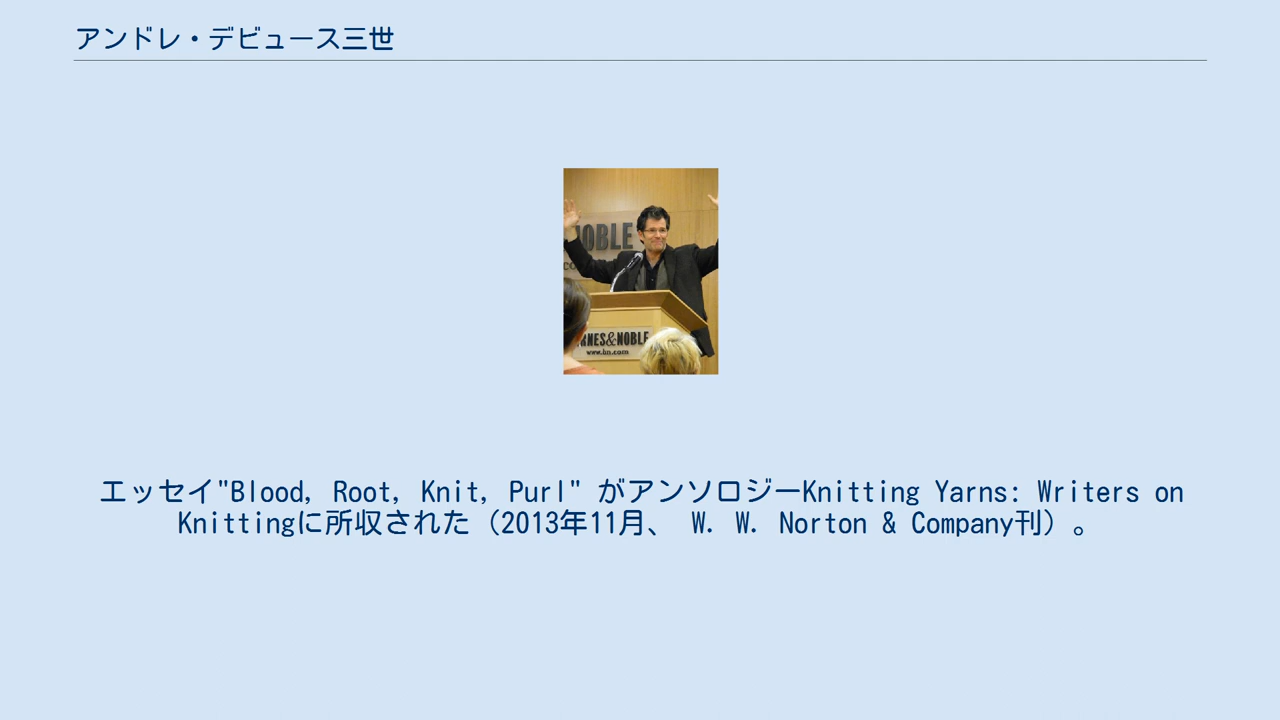 アンドレ・デビュース三世
NOBLE
www.bn.com
エッセイ"Blood, Root, Knit, Purl" がアンソロジーKnitting Yarns: Writers on
Knittingに所収された（2013年11月、 W. W. Norton & Company刊）。